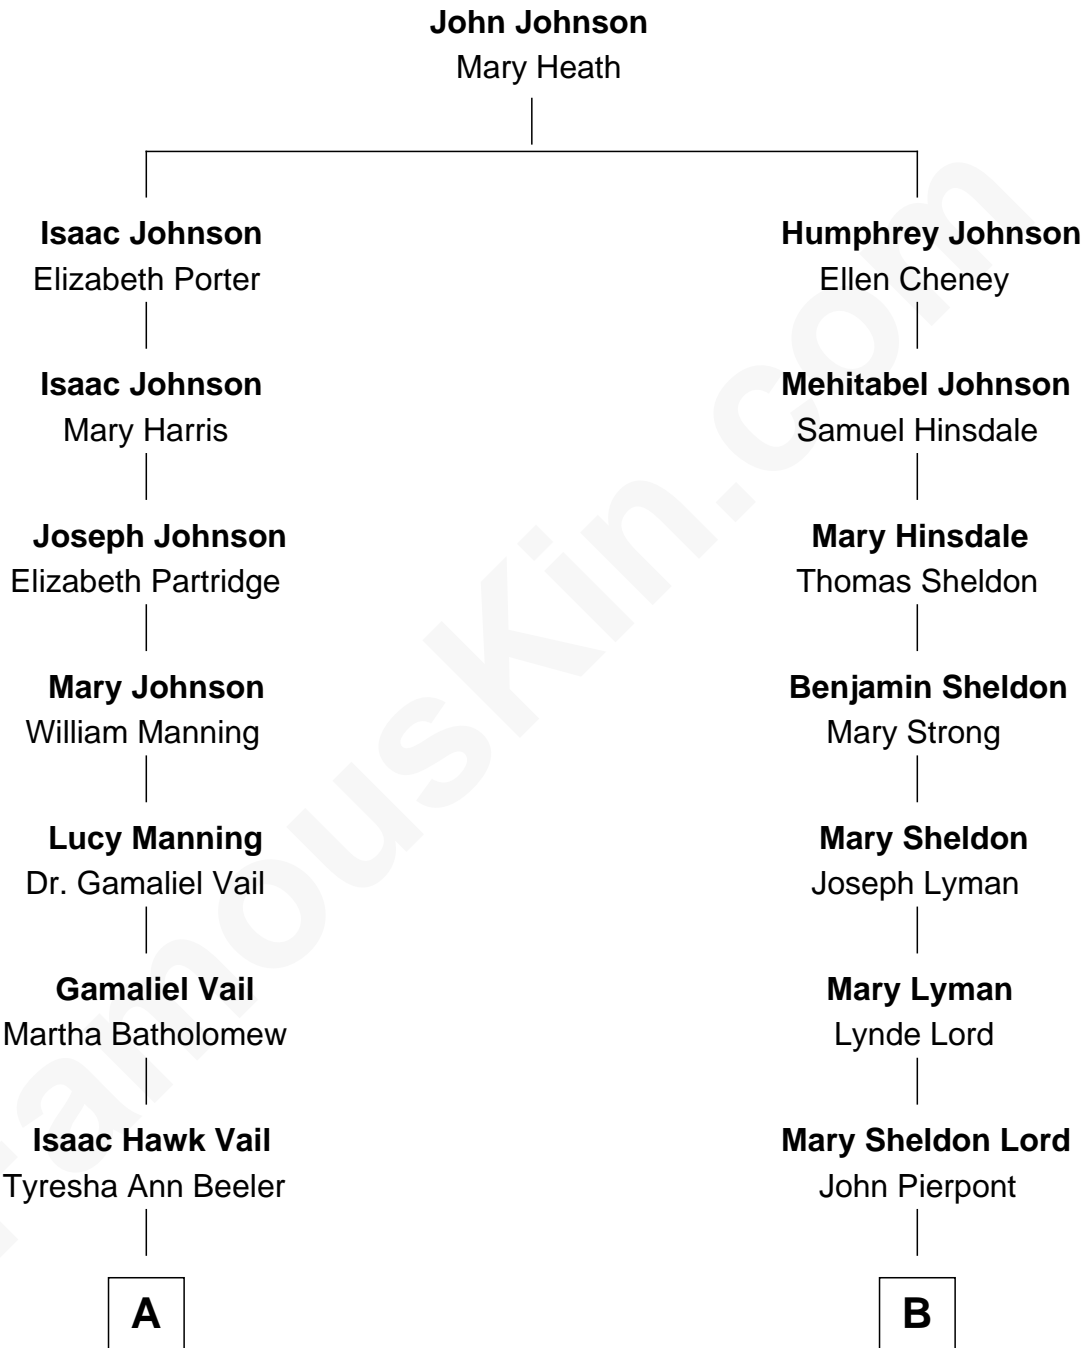 John Johnson
Mary Heath
Isaac Johnson
Elizabeth Porter
Isaac Johnson
Mary Harris
Joseph Johnson
Elizabeth Partridge
Mary Johnson
William Manning
Lucy Manning
Dr. Gamaliel Vail
Gamaliel Vail
Martha Batholomew
Isaac Hawk Vail
Tyresha Ann Beeler
A
Humphrey Johnson
Ellen Cheney
Mehitabel Johnson
Samuel Hinsdale
Mary Hinsdale
Thomas Sheldon
Benjamin Sheldon
Mary Strong
Mary Sheldon
Joseph Lyman
Mary Lyman
Lynde Lord
Mary Sheldon Lord
John Pierpont
B
FamousKin.com